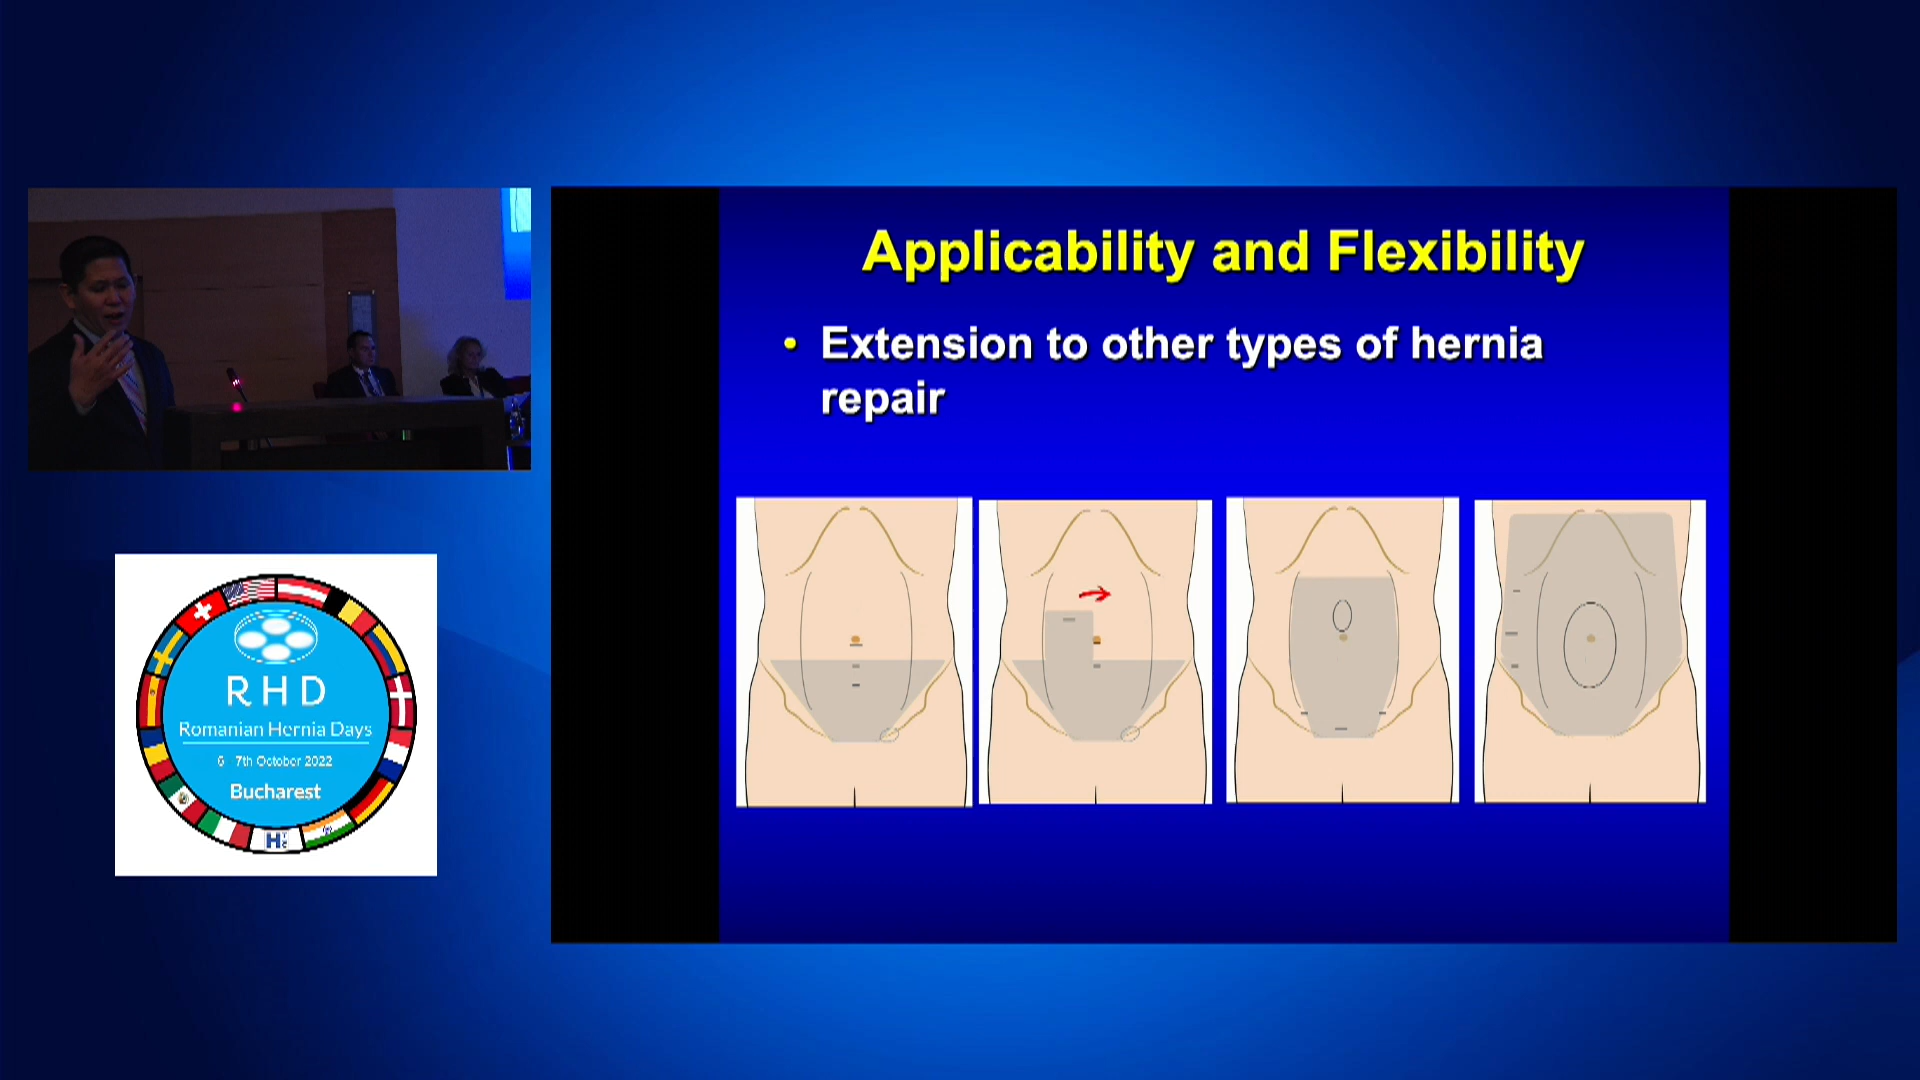 Applicability and Flexibility
• Extension to other types of hernia
repair
RHD
Romanian Hernia Days
6 - 7th October 2022
Bucharest